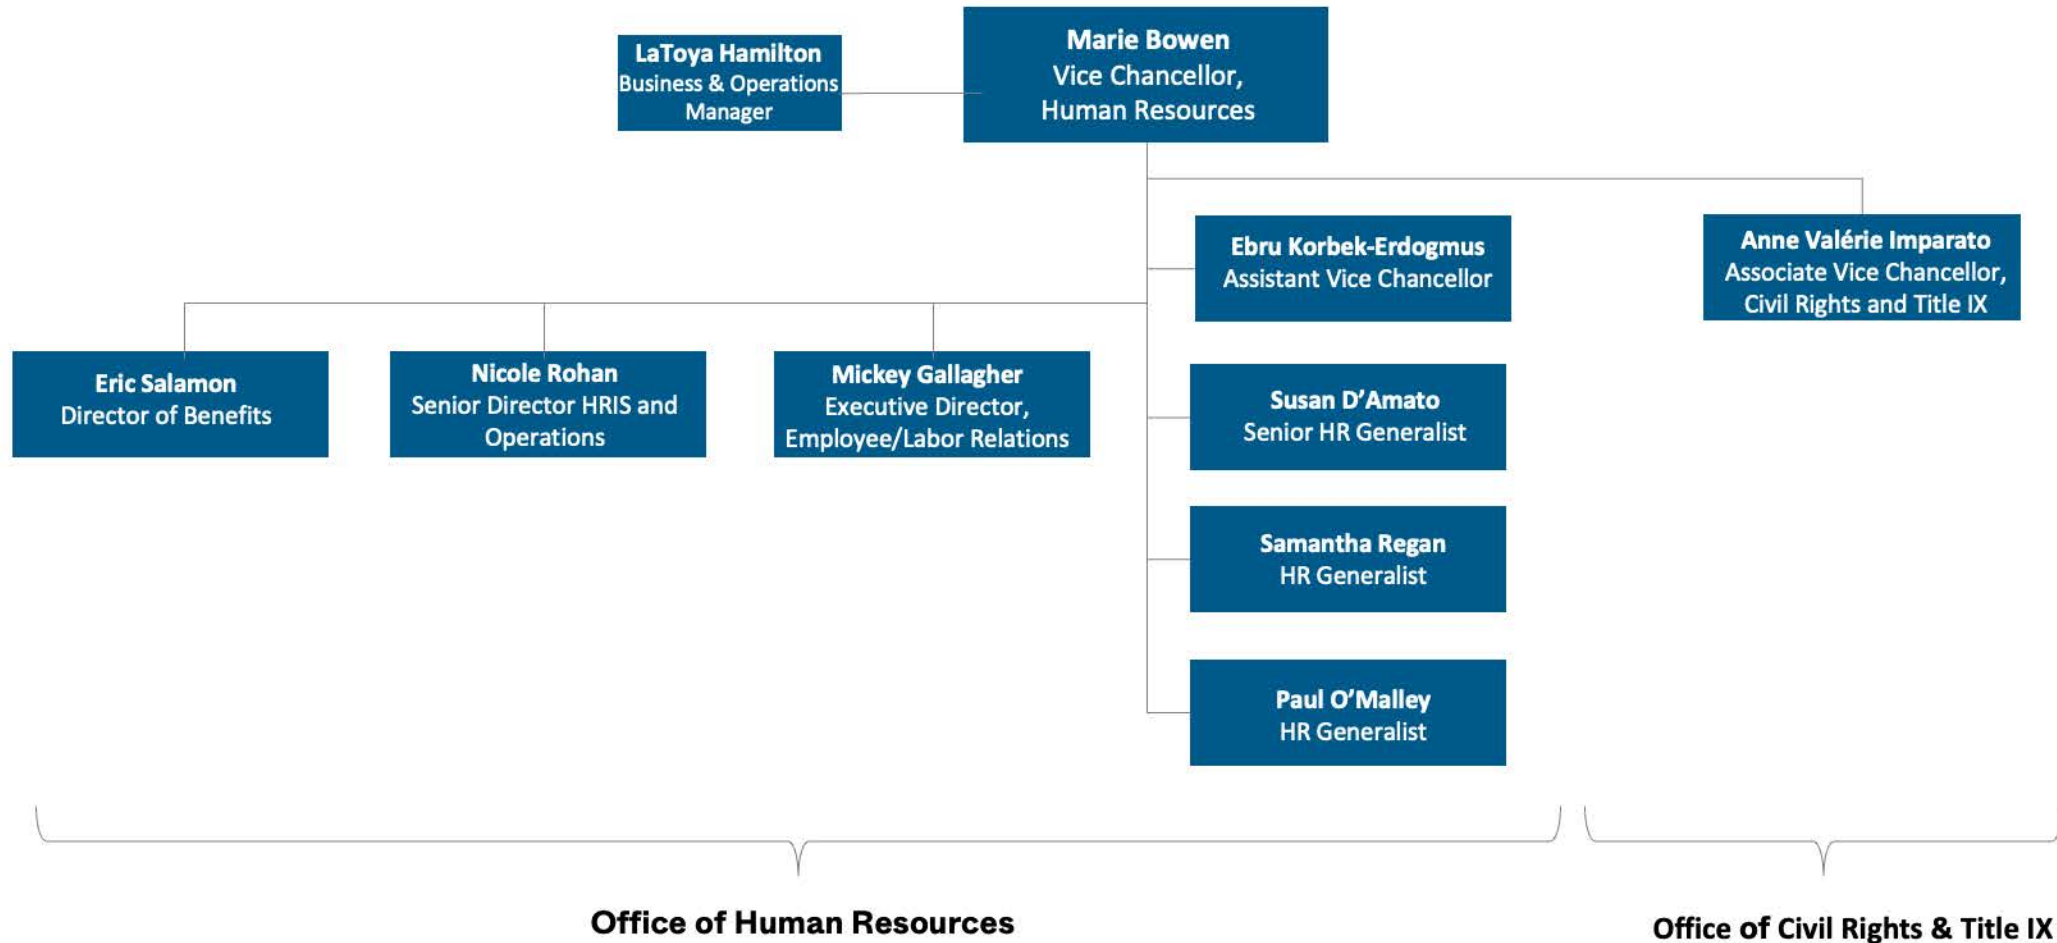 LaToya Hamilton
Business & Operations
Manager
Marie Bowen
Vice Chancellor,
Human Resources
Ebru Korbek-Erdogmus
Assistant Vice Chancellor
Anne Valérie Imparato
Associate Vice Chancellor,
Civil Rights and Title IX
Eric Salamon
Director of Benefits
Nicole Rohan
Senior Director HRIS and
Operations
Mickey Gallagher
Executive Director,
Employee/Labor Relations
Susan D’Amato
Senior HR Generalist
Samantha Regan
HR Generalist
Paul O’Malley
HR Generalist
Office of Human Resources
Office of Civil Rights & Title IX